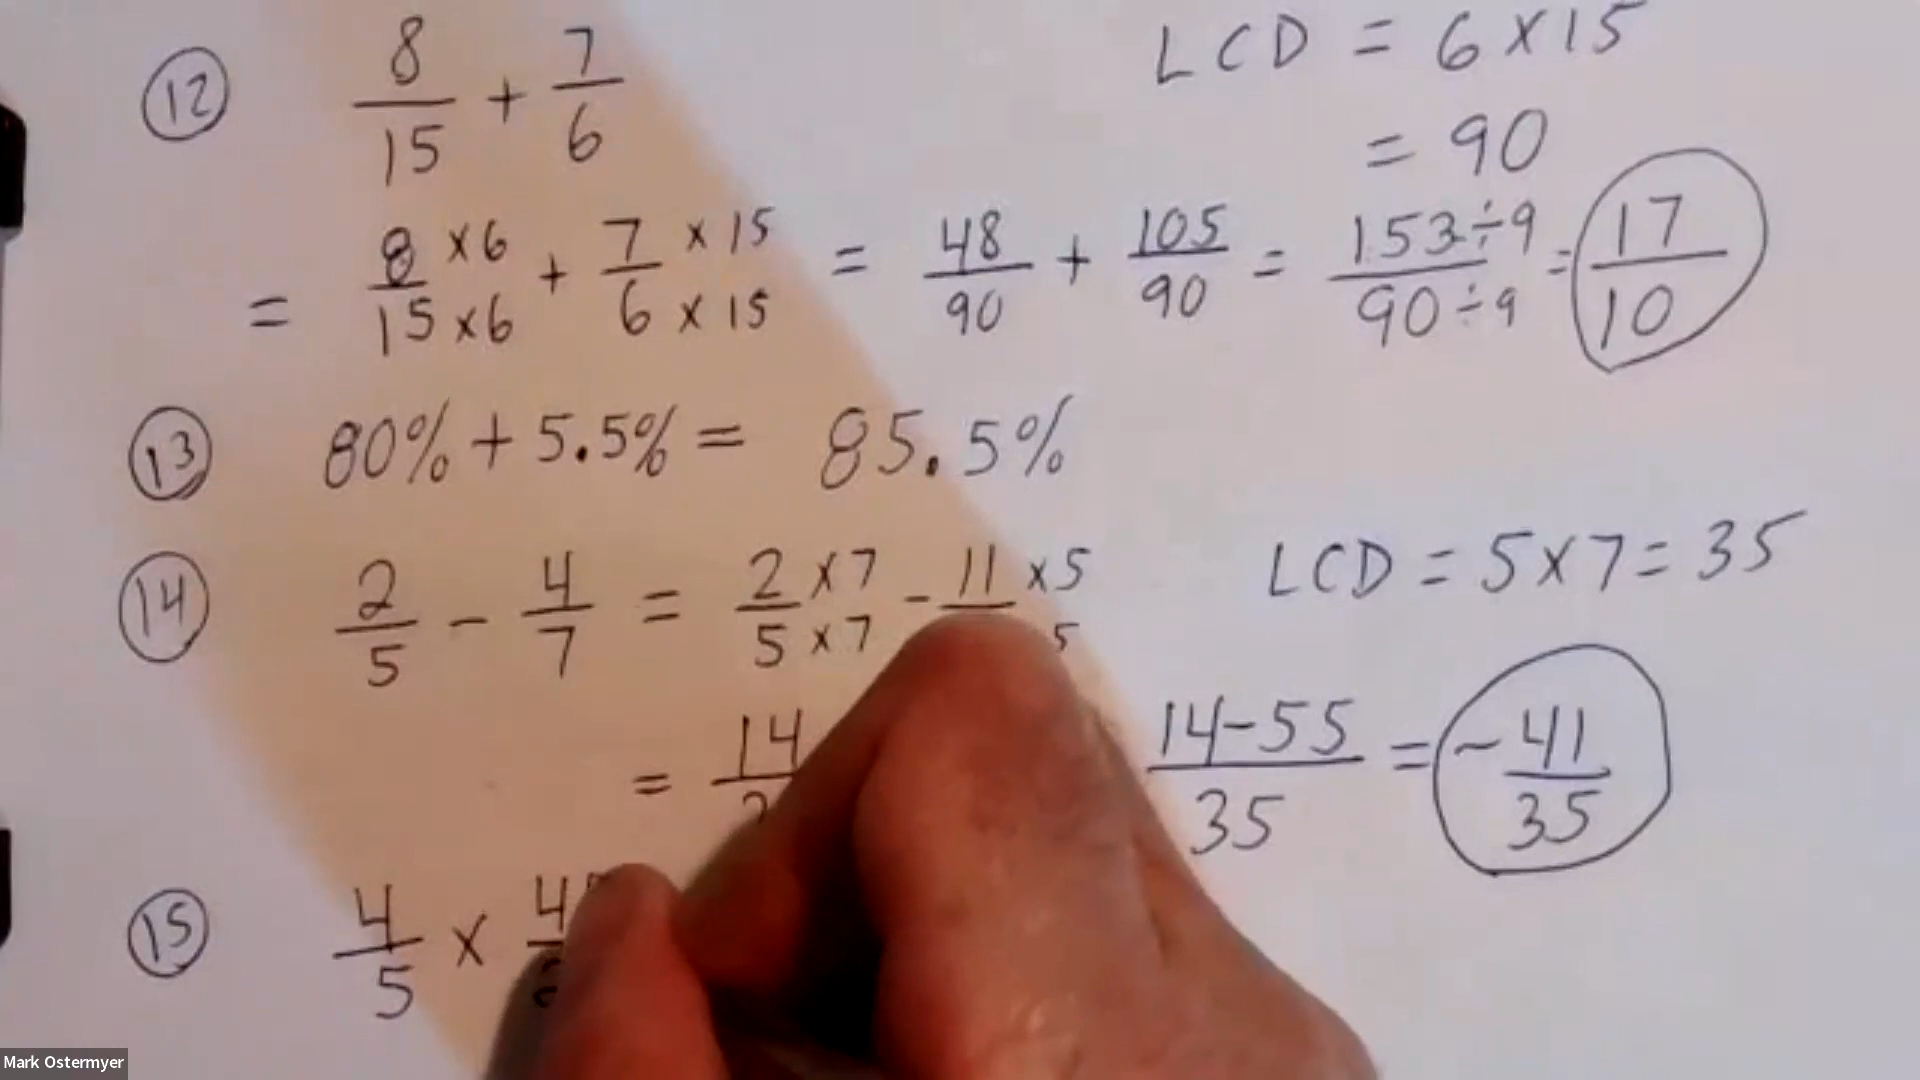 12 8/15 + 7/6 LCD = 6 x 15
= 90
= 8 x 6/15 x 6 + 7 x 15/6 x 15 = 48/90 + 105/90 = 153 ÷ 9/90 ÷ 9 = 17/10
13 80% + 5.5% = 85.5%
14 2/5 - 4/7 = 2 x 7/5 x 7 - 11 x 5/ 5 LCD = 5 x 7 = 35
= 14/ 14-55/35 = -41/35
15 4/5 x 4
Mark Ostermyer